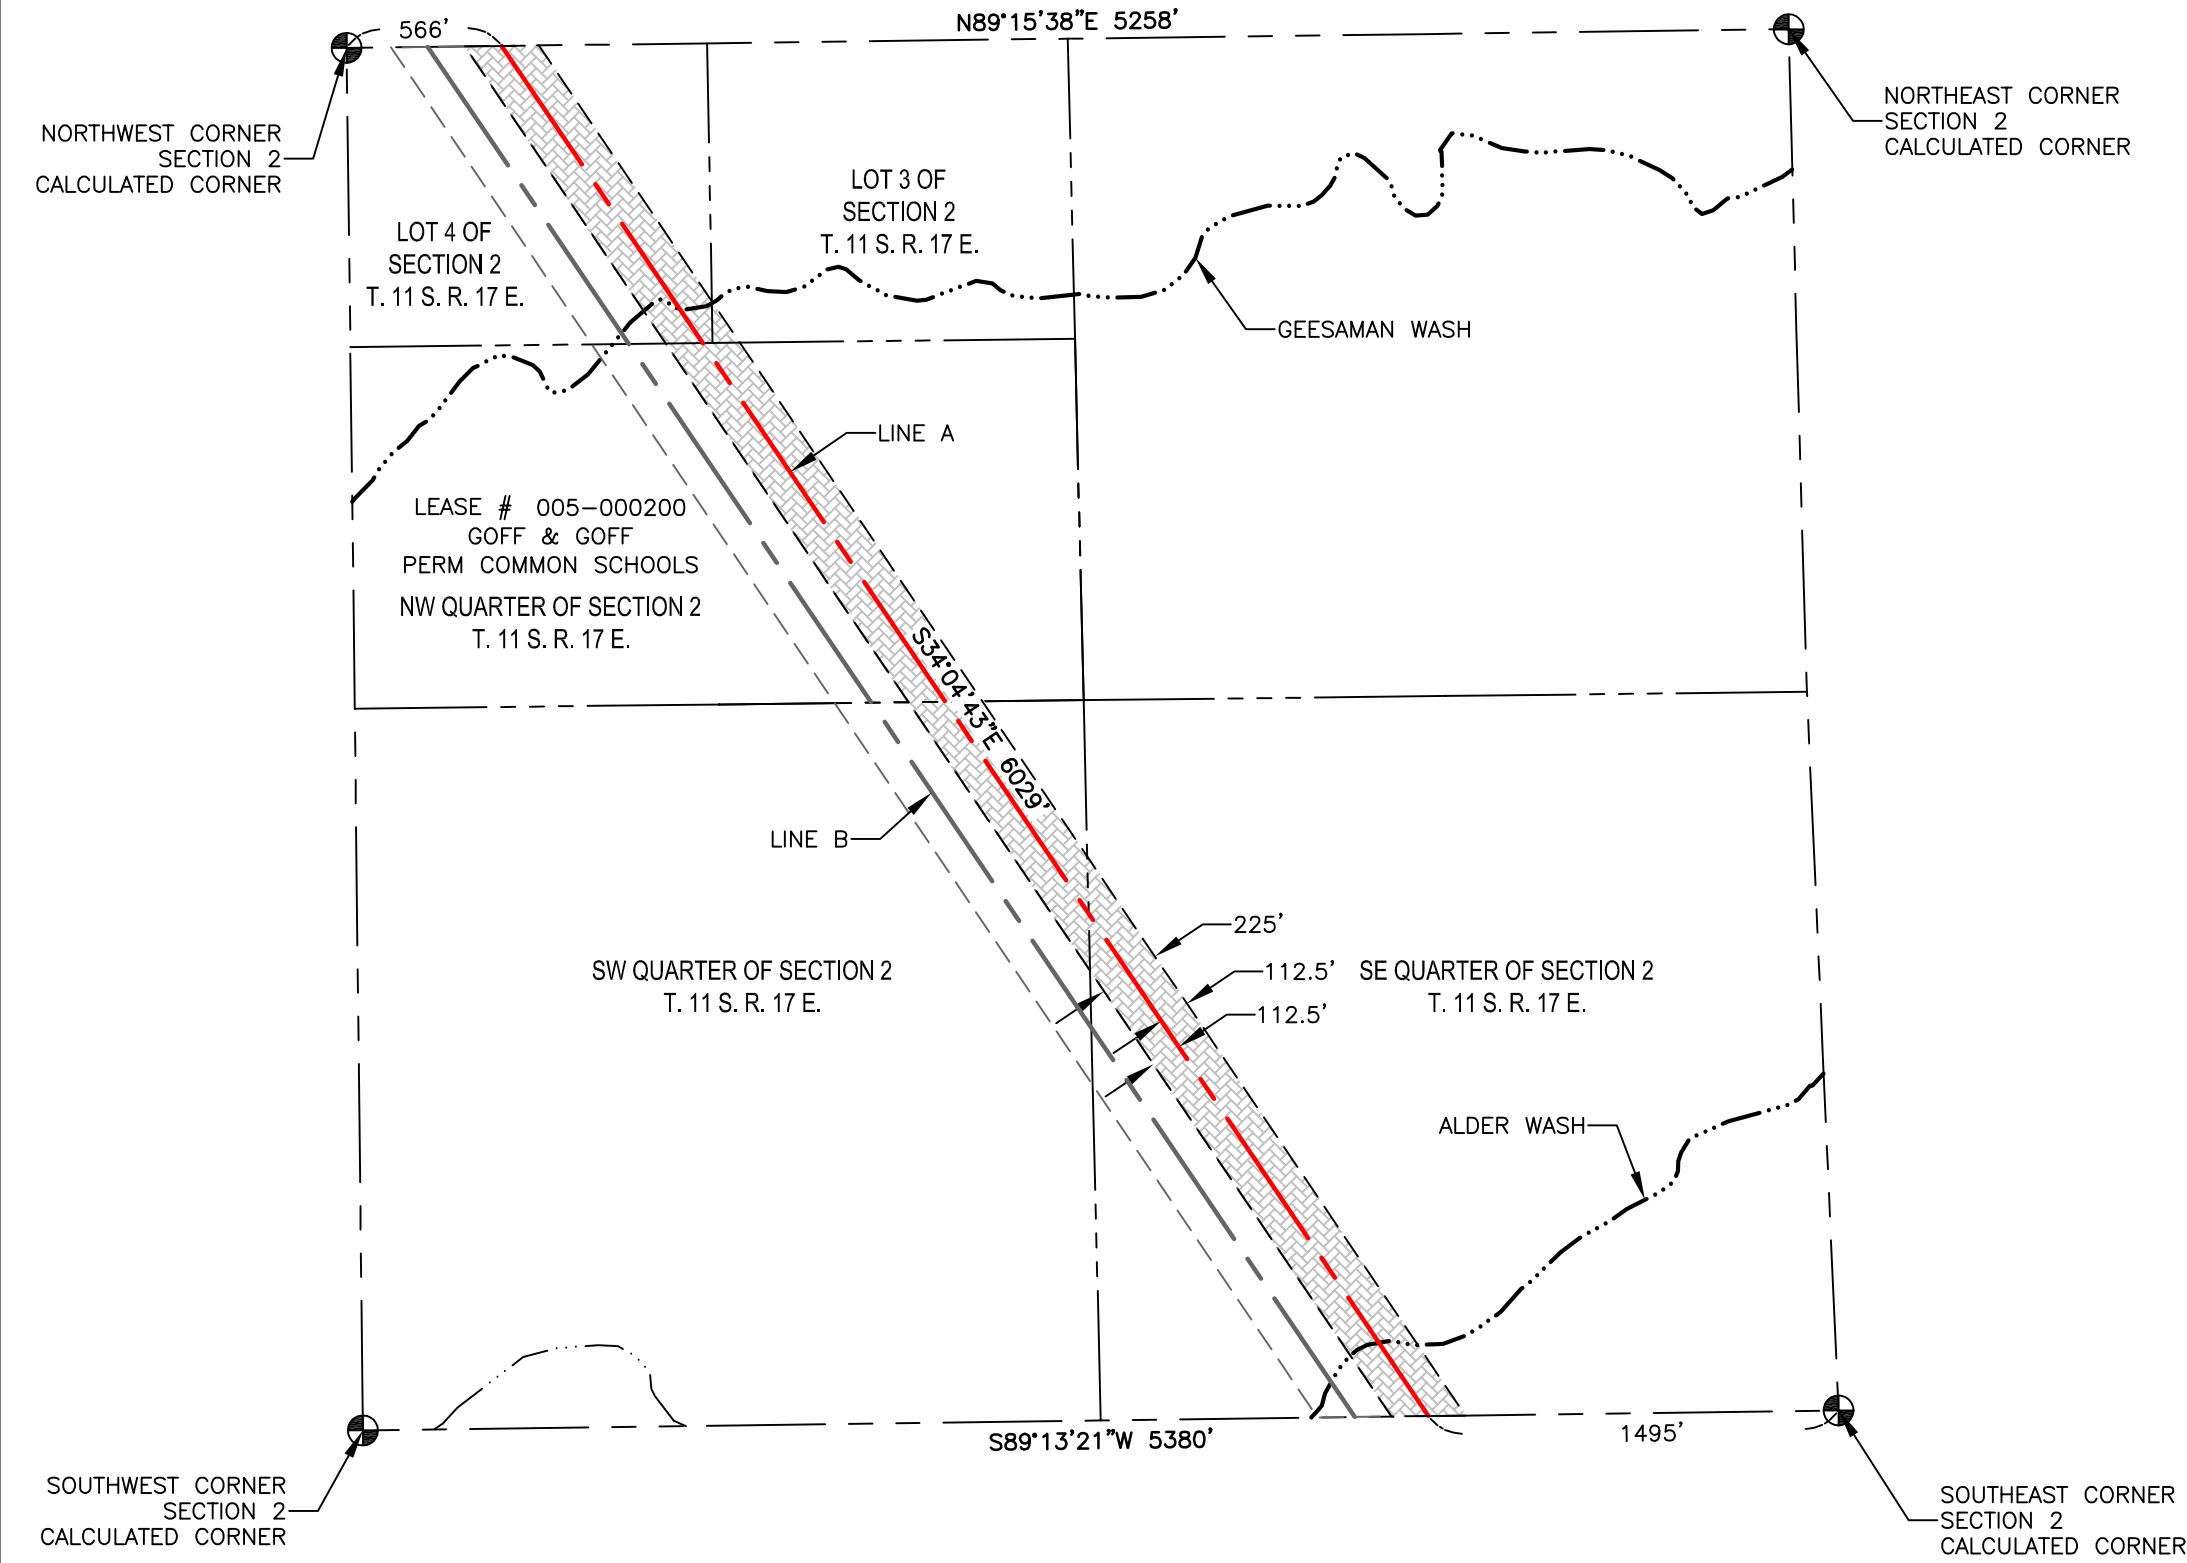 566'
N89°15'38"E 5258'
NORTHWEST CORNER
SECTION 2
CALCULATED CORNER
NORTHEAST CORNER
SECTION 2
CALCULATED CORNER
LOT 4 OF
SECTION 2
T. 11 S. R. 17 E.
LOT 3 OF
SECTION 2
T. 11 S. R. 17 E.
GEESAMAN WASH
LINE A
LEASE # 005-000200
GOFF & GOFF
PERM COMMON SCHOOLS
NW QUARTER OF SECTION 2
T. 11 S. R. 17 E.
S34°04'43"E 6029'
LINE B
225'
112.5'
112.5'
SW QUARTER OF SECTION 2
T. 11 S. R. 17 E.
SE QUARTER OF SECTION 2
T. 11 S. R. 17 E.
ALDER WASH
S89°13'21"W 5380'
1495'
SOUTHWEST CORNER
SECTION 2
CALCULATED CORNER
SOUTHEAST CORNER
SECTION 2
CALCULATED CORNER